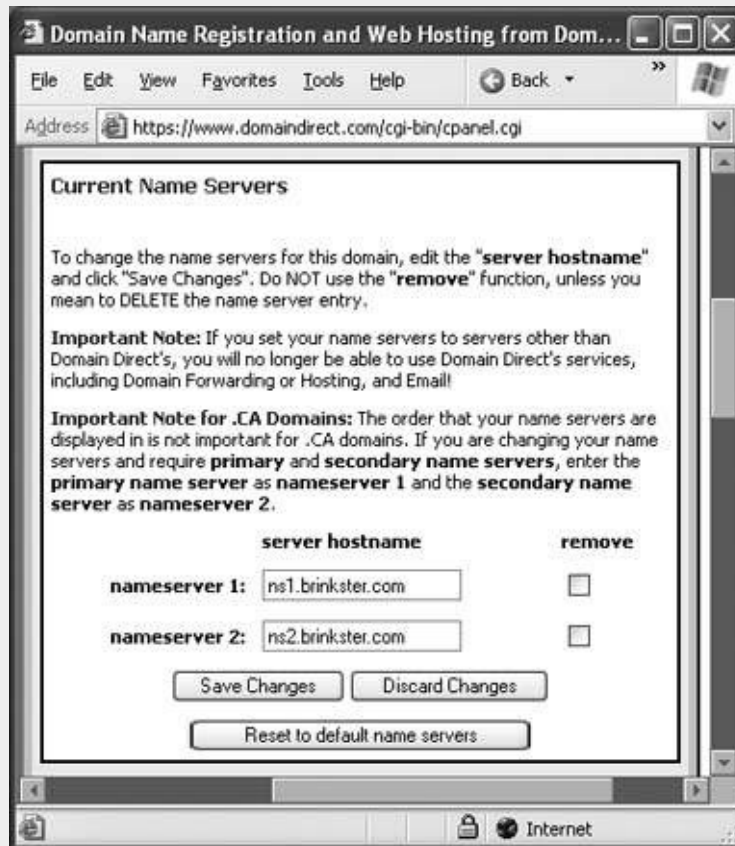 Domain Name Registration and Web Hosting from Dom...
File Edit View Favorites Tools Help Back »
Address https://www.domaindirect.com/cgi-bin/cpanel.cgi
Current Name Servers
To change the name servers for this domain, edit the "server hostname"
and click "Save Changes". Do NOT use the "remove" function, unless you
mean to DELETE the name server entry.
Important Note: If you set your name servers to servers other than
Domain Direct's, you will no longer be able to use Domain Direct's services,
including Domain Forwarding or Hosting, and Email!
Important Note for .CA Domains: The order that your name servers are
displayed in is not important for .CA domains. If you are changing your name
servers and require primary and secondary name servers, enter the
primary name server as nameserver 1 and the secondary name
server as nameserver 2.
server hostname remove
nameserver 1: ns1.brinkster.com
nameserver 2: ns2.brinkster.com
Save Changes Discard Changes
Reset to default name servers
Internet